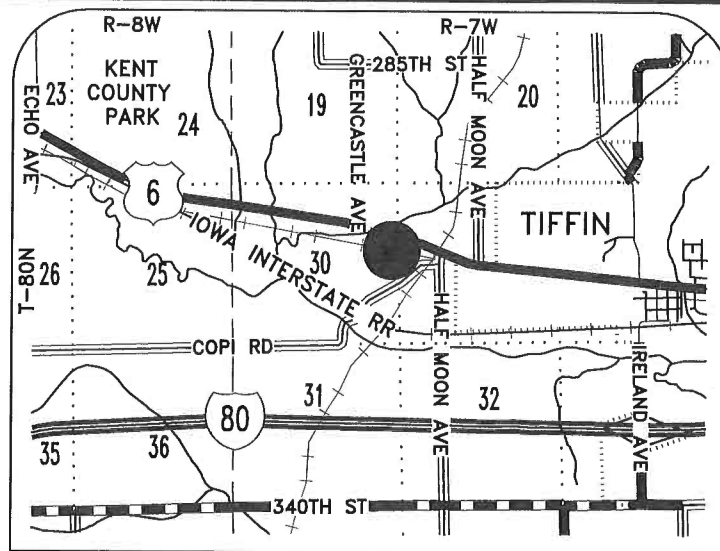 R-8W
R-7W
KENT
COUNTY
PARK
23
24
19
20
ECHO AVE
GREENCASTLE AVE
285TH ST
HALF MOON AVE
6
TIFFIN
T-80N
26
25
30
IOWA INTERSTATE RR
COPI RD
HALF MOON AVE
IRELAND AVE
31
32
35
36
80
340TH ST